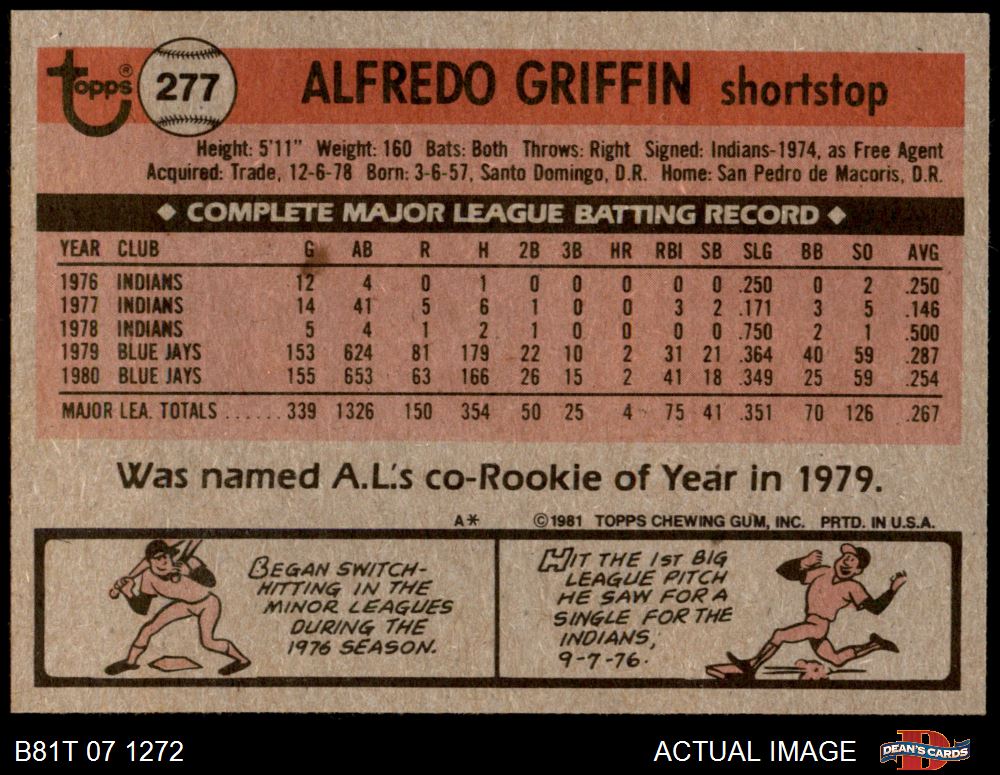 topps® 277 ALFREDO GRIFFIN shortstop
Height: 5'11" Weight: 160 Bats: Both Throws: Right Signed: Indians-1974, as Free Agent
Acquired: Trade, 12-6-78 Born: 3-6-57, Santo Domingo, D.R. Home: San Pedro de Macoris, D.R.
◆ COMPLETE MAJOR LEAGUE BATTING RECORD ◆
YEAR CLUB G AB R H 2B 3B HR RBI SB SLG BB SO AVG
1976 INDIANS 12 4 0 1 0 0 0 0 0 .250 0 2 .250
1977 INDIANS 14 41 5 6 1 0 0 3 2 .171 3 5 .146
1978 INDIANS 5 4 1 2 1 0 0 0 0 .750 2 1 .500
1979 BLUE JAYS 153 624 81 179 22 10 2 31 21 .364 40 59 .287
1980 BLUE JAYS 155 653 63 166 26 15 2 41 18 .349 25 59 .254
MAJOR LEA. TOTALS ...... 339 1326 150 354 50 25 4 75 41 .351 70 126 .267
Was named A.L.'s co-Rookie of Year in 1979.
A* ©1981 TOPPS CHEWING GUM, INC. PRTD. IN U.S.A.
BEGAN SWITCH-
HITTING IN THE
MINOR LEAGUES
DURING THE
1976 SEASON.
HIT THE 1ST BIG
LEAGUE PITCH
HE SAW FOR A
SINGLE FOR THE
INDIANS,
9-7-76.
B81T 07 1272 ACTUAL IMAGE DEAN'S CARDS